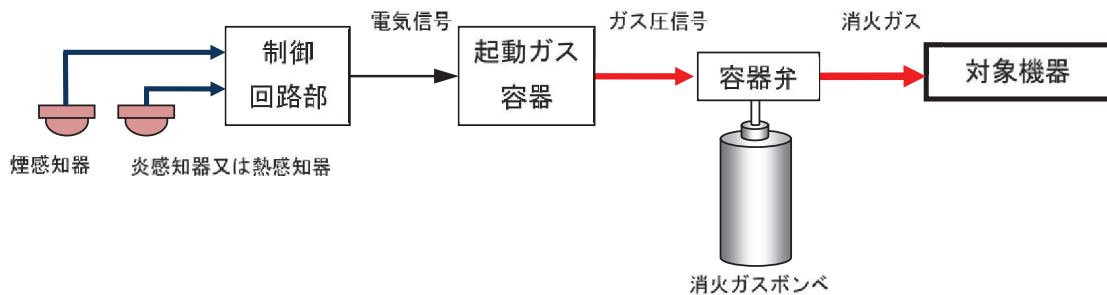 電気信号
ガス圧信号
消火ガス
制御
回路部
起動ガス
容器
容器弁
対象機器
煙感知器
炎感知器又は熱感知器
消火ガスボンベ